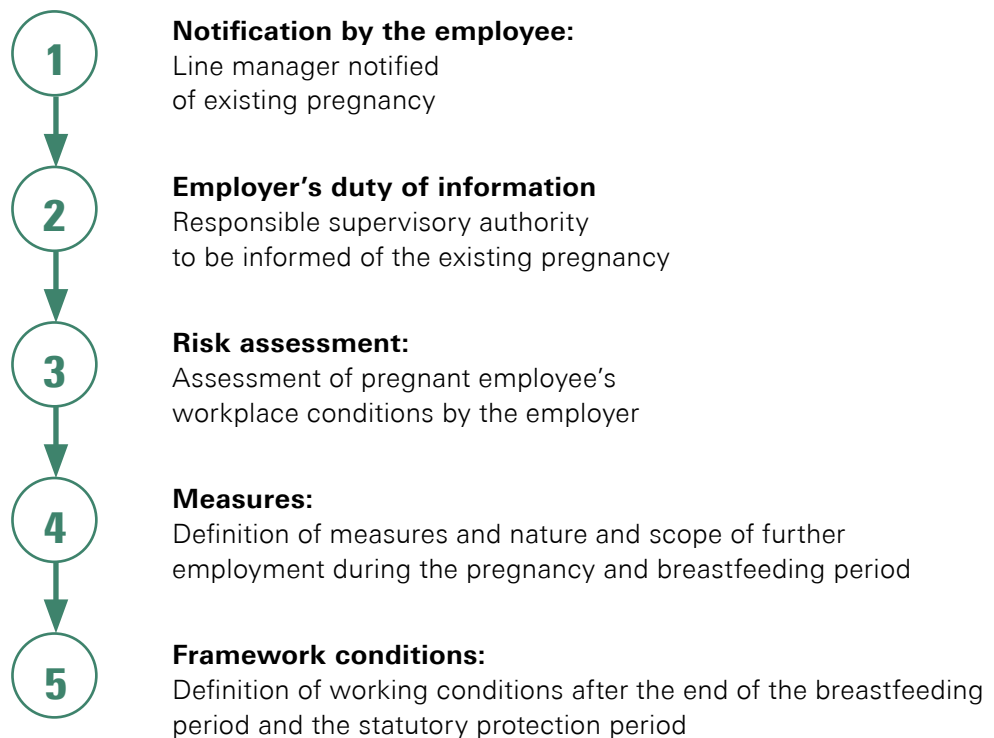 1
Notification by the employee:
Line manager notified
of existing pregnancy
2
Employer’s duty of information
Responsible supervisory authority
to be informed of the existing pregnancy
3
Risk assessment:
Assessment of pregnant employee’s
workplace conditions by the employer
4
Measures:
Definition of measures and nature and scope of further
employment during the pregnancy and breastfeeding period
5
Framework conditions:
Definition of working conditions after the end of the breastfeeding
period and the statutory protection period